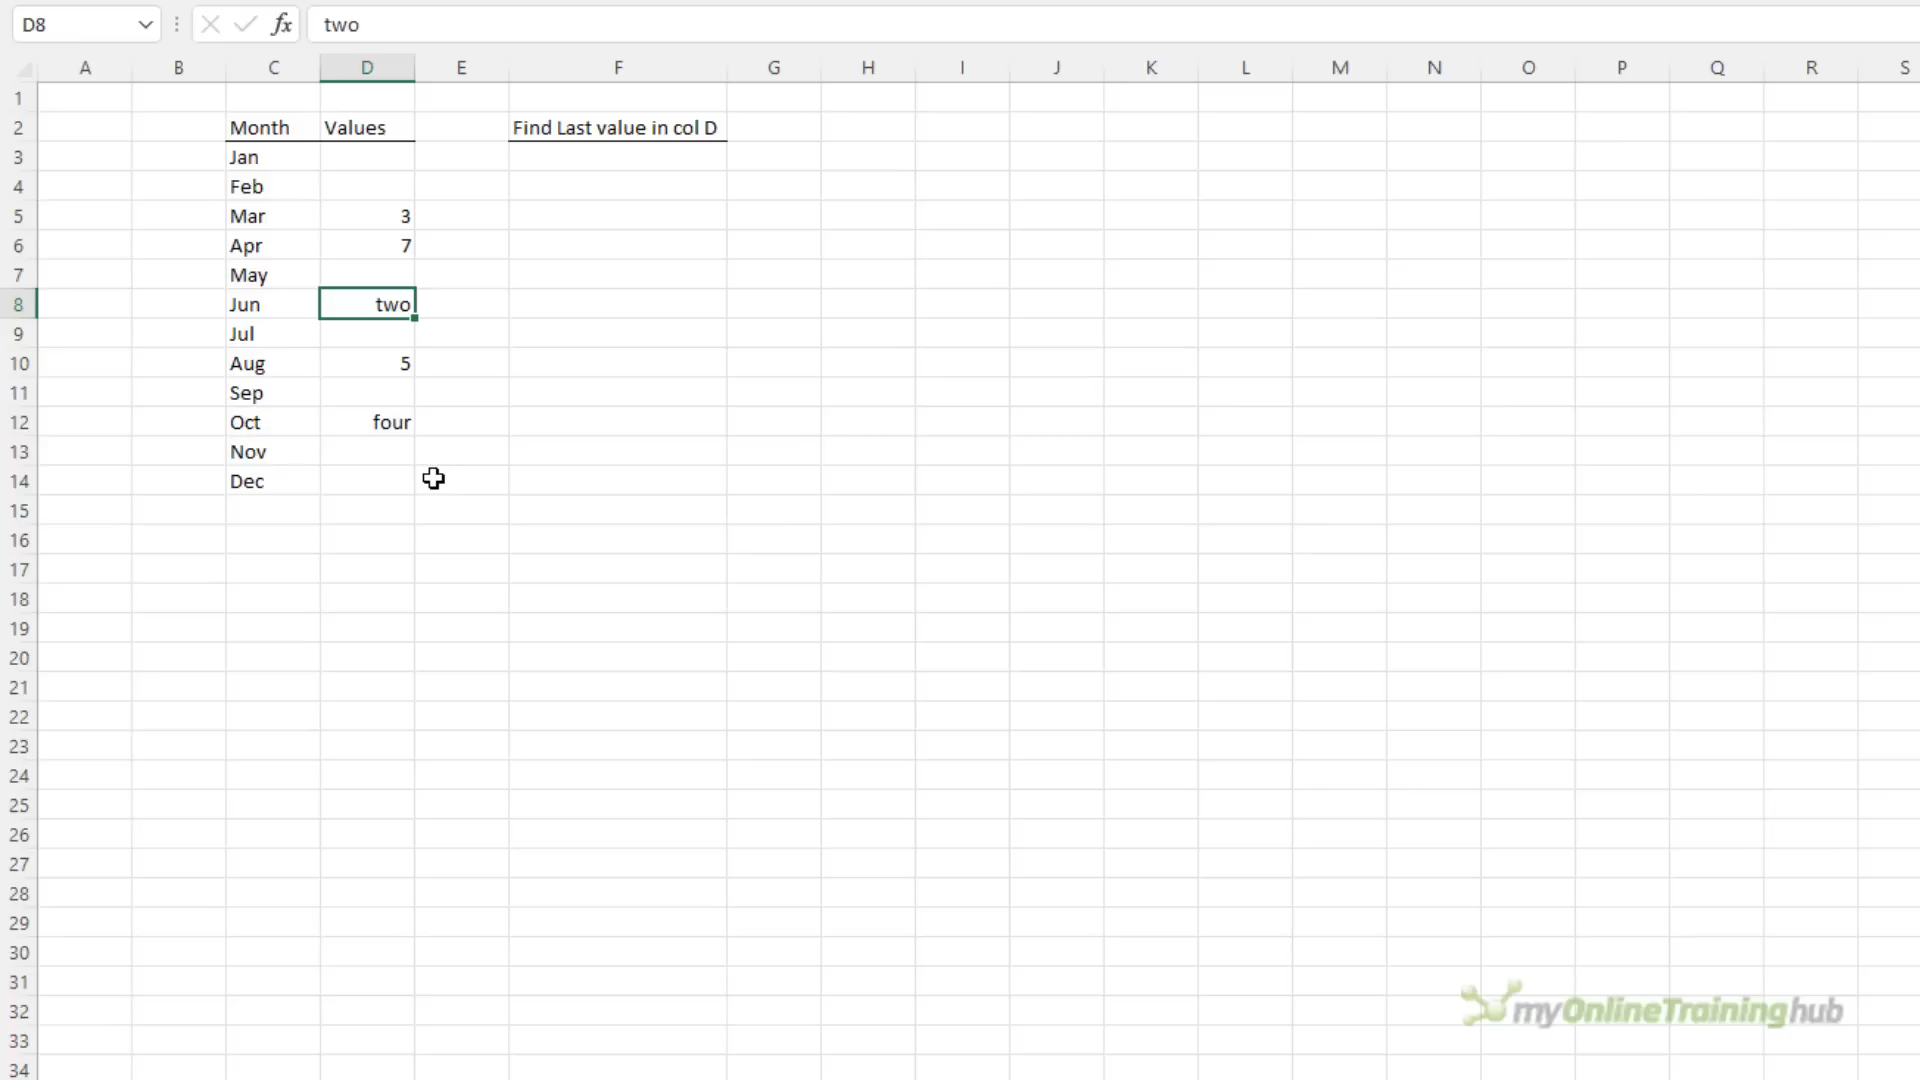 D8 fx two
A B C D E F G H I J K L M N O P Q R S
1
2 Month Values Find Last value in col D
3 Jan
4 Feb
5 Mar 3
6 Apr 7
7 May
8 Jun two
9 Jul
10 Aug 5
11 Sep
12 Oct four
13 Nov
14 Dec
15
16
17
18
19
20
21
22
23
24
25
26
27
28
29
30
31
32 myOnlineTraininghub
33
34